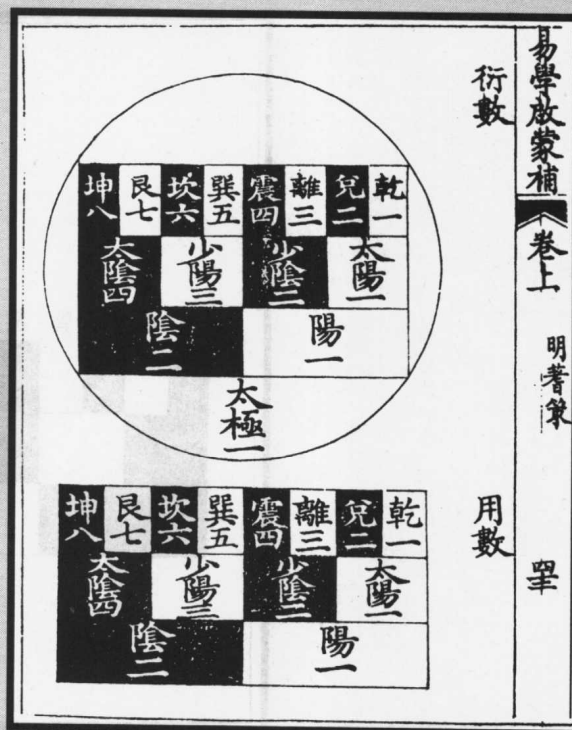 易學啟蒙補
卷上
明蓍策
衍數
乾一 兌二 離三 震四 巽五 坎六 艮七 坤八
太陽一 少陰二 少陽三 太陰四
陽一 陰二
太極一
用數
乾一 兌二 離三 震四 巽五 坎六 艮七 坤八
太陽一 少陰二 少陽三 太陰四
陽一 陰二